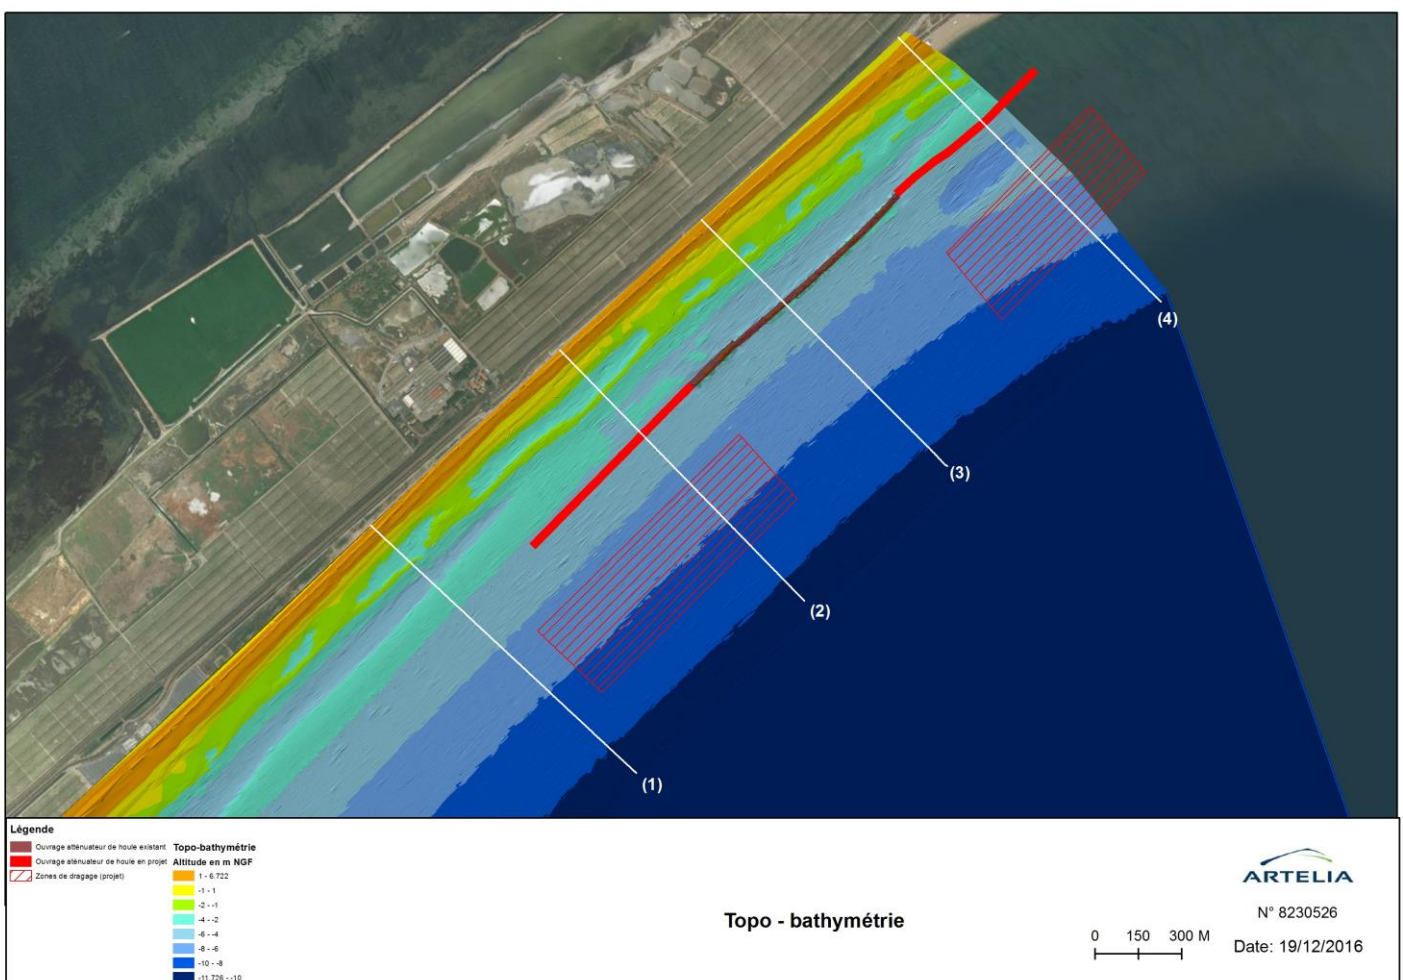 (4)
(3)
(2)
(1)
Légende
Ouvrage atténuateur de houle existant
Ouvrage atténuateur de houle en projet
Zones de dragage (projet)
Topo-bathymétrie
Altitude en m NGF
1 - 6.722
-1 - 1
-2 - -1
-4 - -2
-6 - -4
-8 - -6
-10 - -8
-11.726 - -10
Topo - bathymétrie
0 150 300 M
ARTELIA
N° 8230526
Date: 19/12/2016